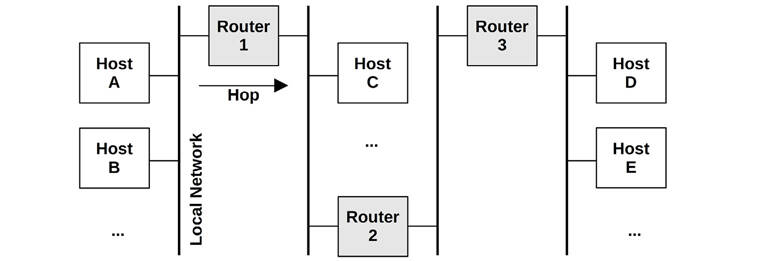 Router
1
Router
3
Host
A
Host
C
Host
D
Hop
Host
B
Local Network
...
Host
E
...
Router
2
...